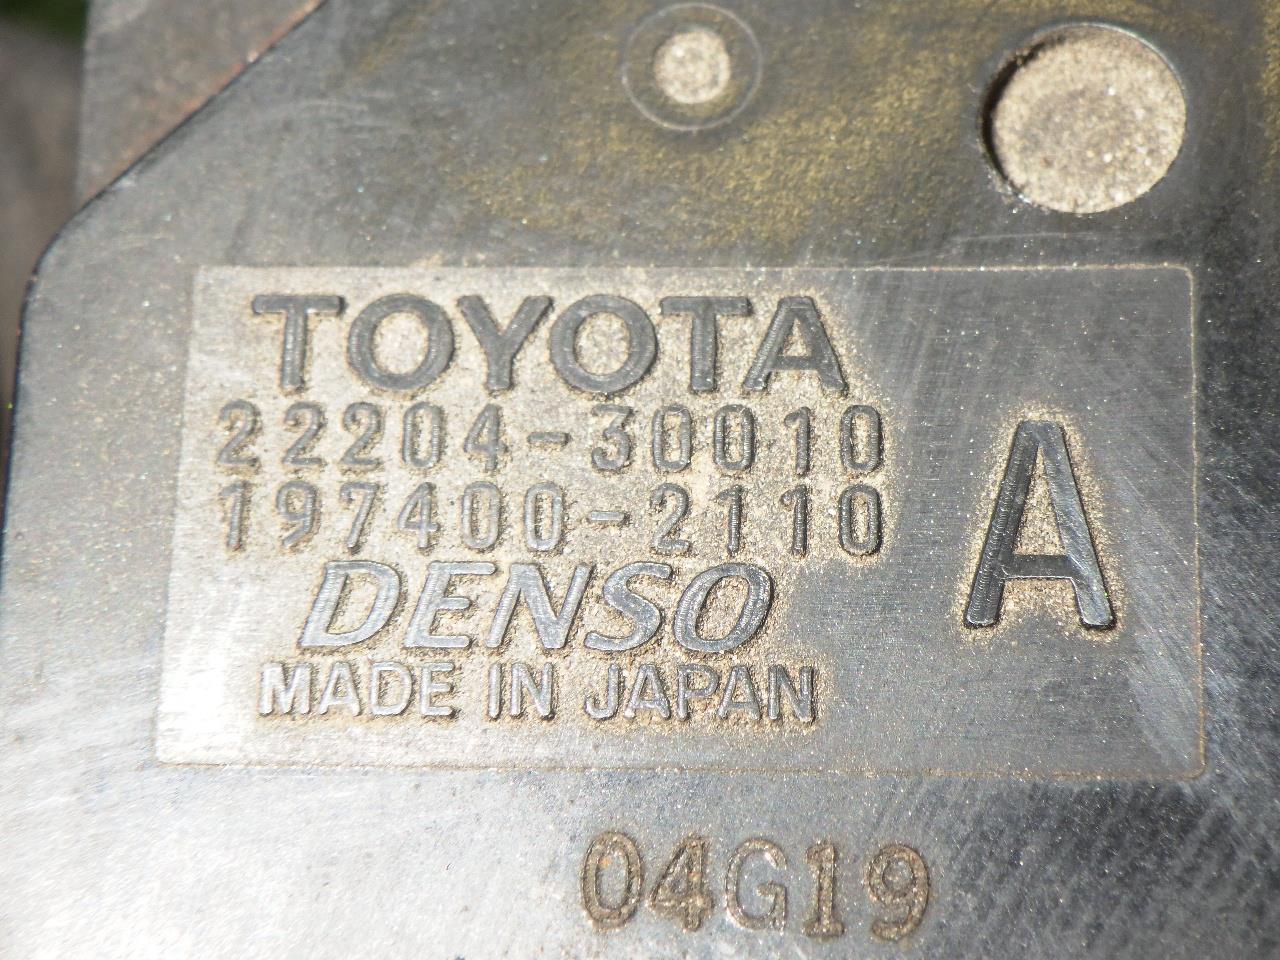 TOYOTA
22204-30010
197400-2110
A
DENSO
MADE IN JAPAN
04G19